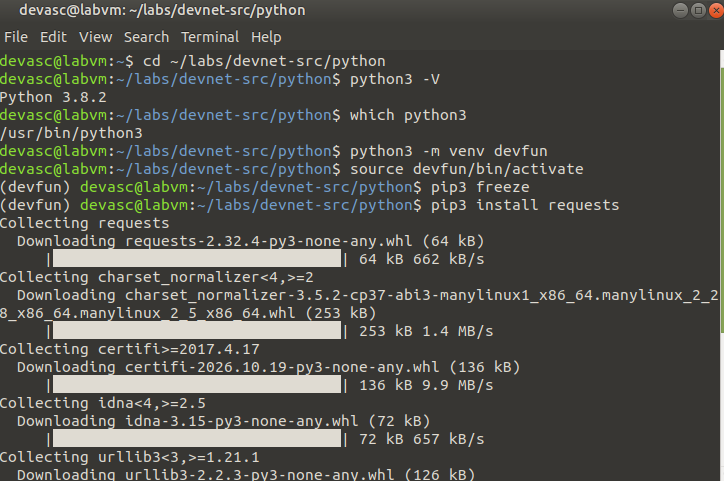 devasc@labvm: ~/labs/devnet-src/python
File Edit View Search Terminal Help
devasc@labvm:~$ cd ~/labs/devnet-src/python
devasc@labvm:~/labs/devnet-src/python$ python3 -V
Python 3.8.2
devasc@labvm:~/labs/devnet-src/python$ which python3
/usr/bin/python3
devasc@labvm:~/labs/devnet-src/python$ python3 -m venv devfun
devasc@labvm:~/labs/devnet-src/python$ source devfun/bin/activate
(devfun) devasc@labvm:~/labs/devnet-src/python$ pip3 freeze
(devfun) devasc@labvm:~/labs/devnet-src/python$ pip3 install requests
Collecting requests
  Downloading requests-2.32.4-py3-none-any.whl (64 kB)
     |                                | 64 kB 662 kB/s
Collecting charset_normalizer<4,>=2
  Downloading charset_normalizer-3.5.2-cp37-abi3-manylinux1_x86_64.manylinux_2_2
8_x86_64.manylinux_2_5_x86_64.whl (253 kB)
     |                                | 253 kB 1.4 MB/s
Collecting certifi>=2017.4.17
  Downloading certifi-2026.10.19-py3-none-any.whl (136 kB)
     |                                | 136 kB 9.9 MB/s
Collecting idna<4,>=2.5
  Downloading idna-3.15-py3-none-any.whl (72 kB)
     |                                | 72 kB 657 kB/s
Collecting urllib3<3,>=1.21.1
  Downloading urllib3-2.2.3-py3-none-any.whl (126 kB)